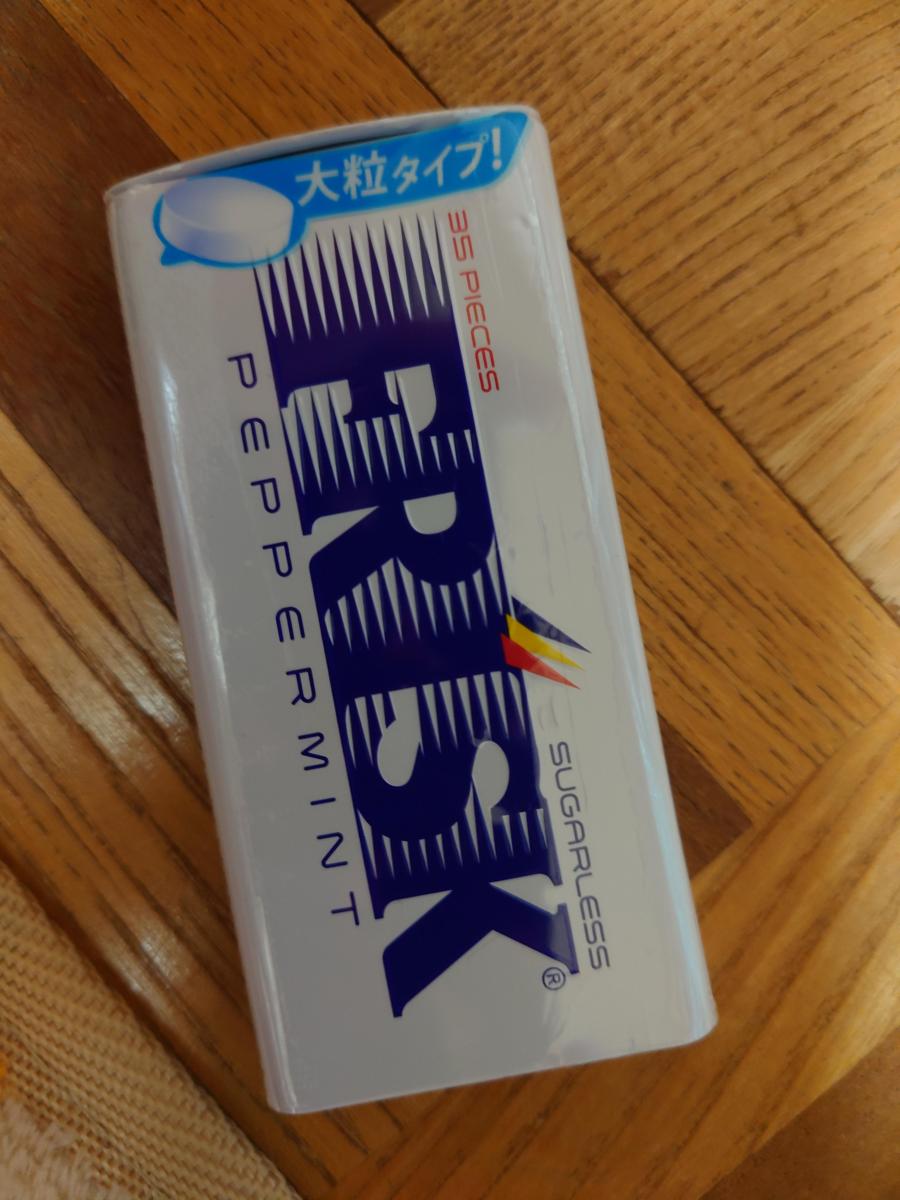 大粒タイプ!
35 PIECES
SUGARLESS
FRISK®
PEPPERMINT